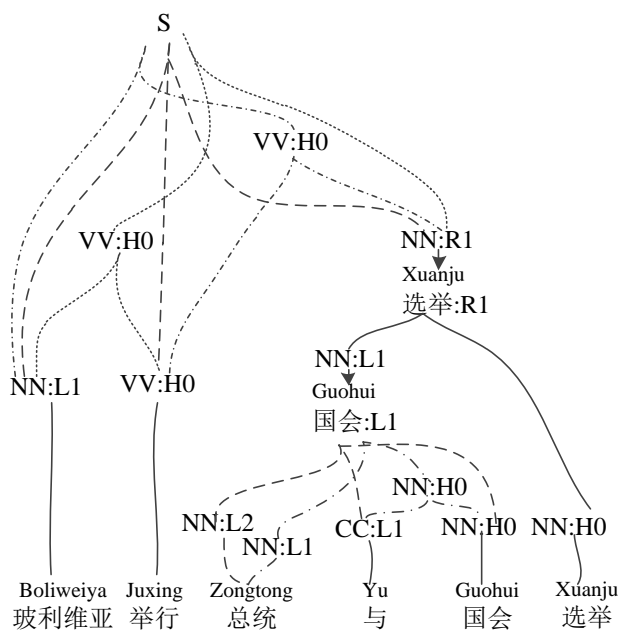 S
VV:H0
VV:H0
NN:R1
Xuanju
选举:R1
NN:L1
NN:L1
VV:H0
Guohui
国会:L1
NN:H0
NN:L2
NN:L1
CC:L1
NN:H0
NN:H0
Boliweiya
Juxing
Zongtong
Yu
Guohui
Xuanju
玻利维亚
举行
总统
与
国会
选举